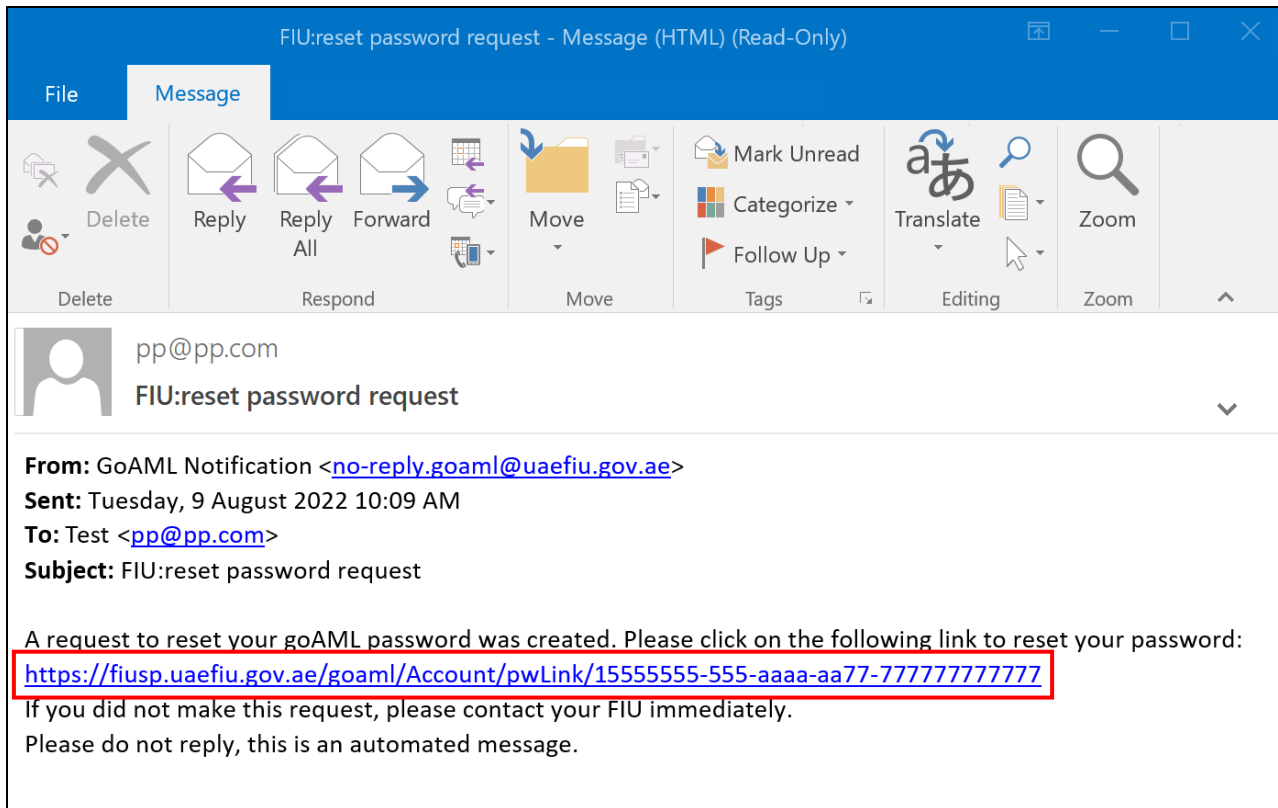 FIU:reset password request - Message (HTML) (Read-Only)
File Message
Delete
Reply
Reply All
Forward
Move
Mark Unread
Categorize
Follow Up
Translate
Zoom
Delete Respond Move Tags Editing Zoom
pp@pp.com
FIU:reset password request
From: GoAML Notification <no-reply.goaml@uaefiu.gov.ae>
Sent: Tuesday, 9 August 2022 10:09 AM
To: Test <pp@pp.com>
Subject: FIU:reset password request
A request to reset your goAML password was created. Please click on the following link to reset your password:
https://fiusp.uaefiu.gov.ae/goaml/Account/pwLink/15555555-555-aaaa-aa77-777777777777
If you did not make this request, please contact your FIU immediately.
Please do not reply, this is an automated message.